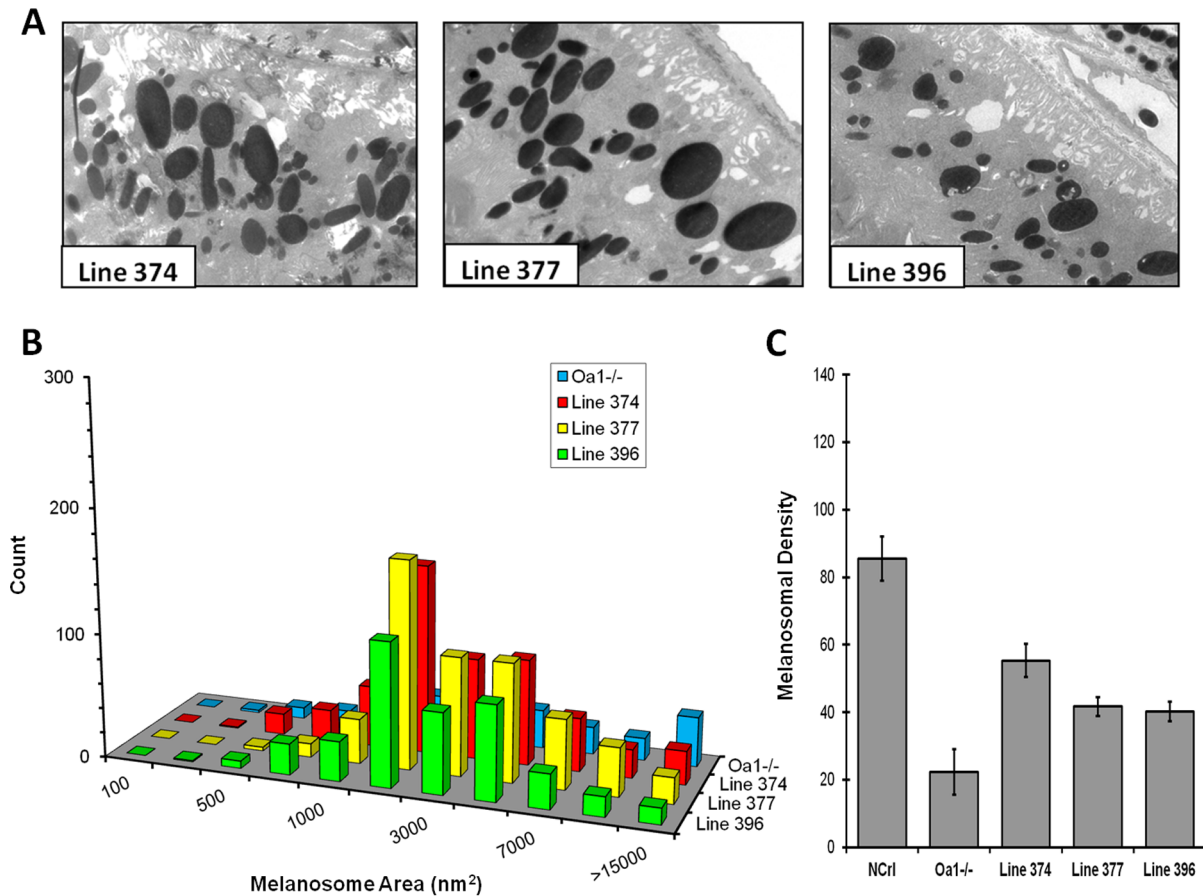 A
Line 374
Line 377
Line 396
B
300
200
100
0
Count
Oa1-/-
Line 374
Line 377
Line 396
100
500
1000
3000
7000
>15000
Oa1-/-
Line 374
Line 377
Line 396
Melanosome Area (nm²)
C
140
120
100
80
60
40
20
0
Melanosomal Density
NCrl
Oa1-/-
Line 374
Line 377
Line 396